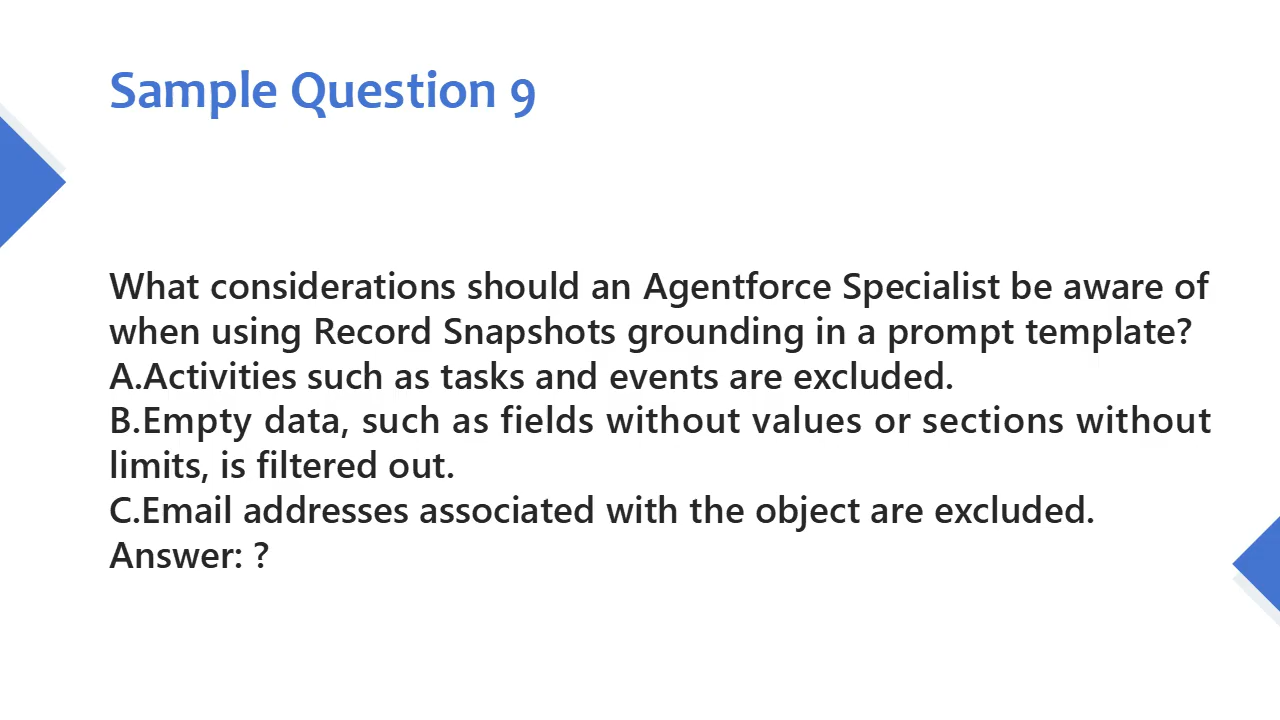 Sample Question 9
What considerations should an Agentforce Specialist be aware of
when using Record Snapshots grounding in a prompt template?
A.Activities such as tasks and events are excluded.
B.Empty data, such as fields without values or sections without
limits, is filtered out.
C.Email addresses associated with the object are excluded.
Answer: ?